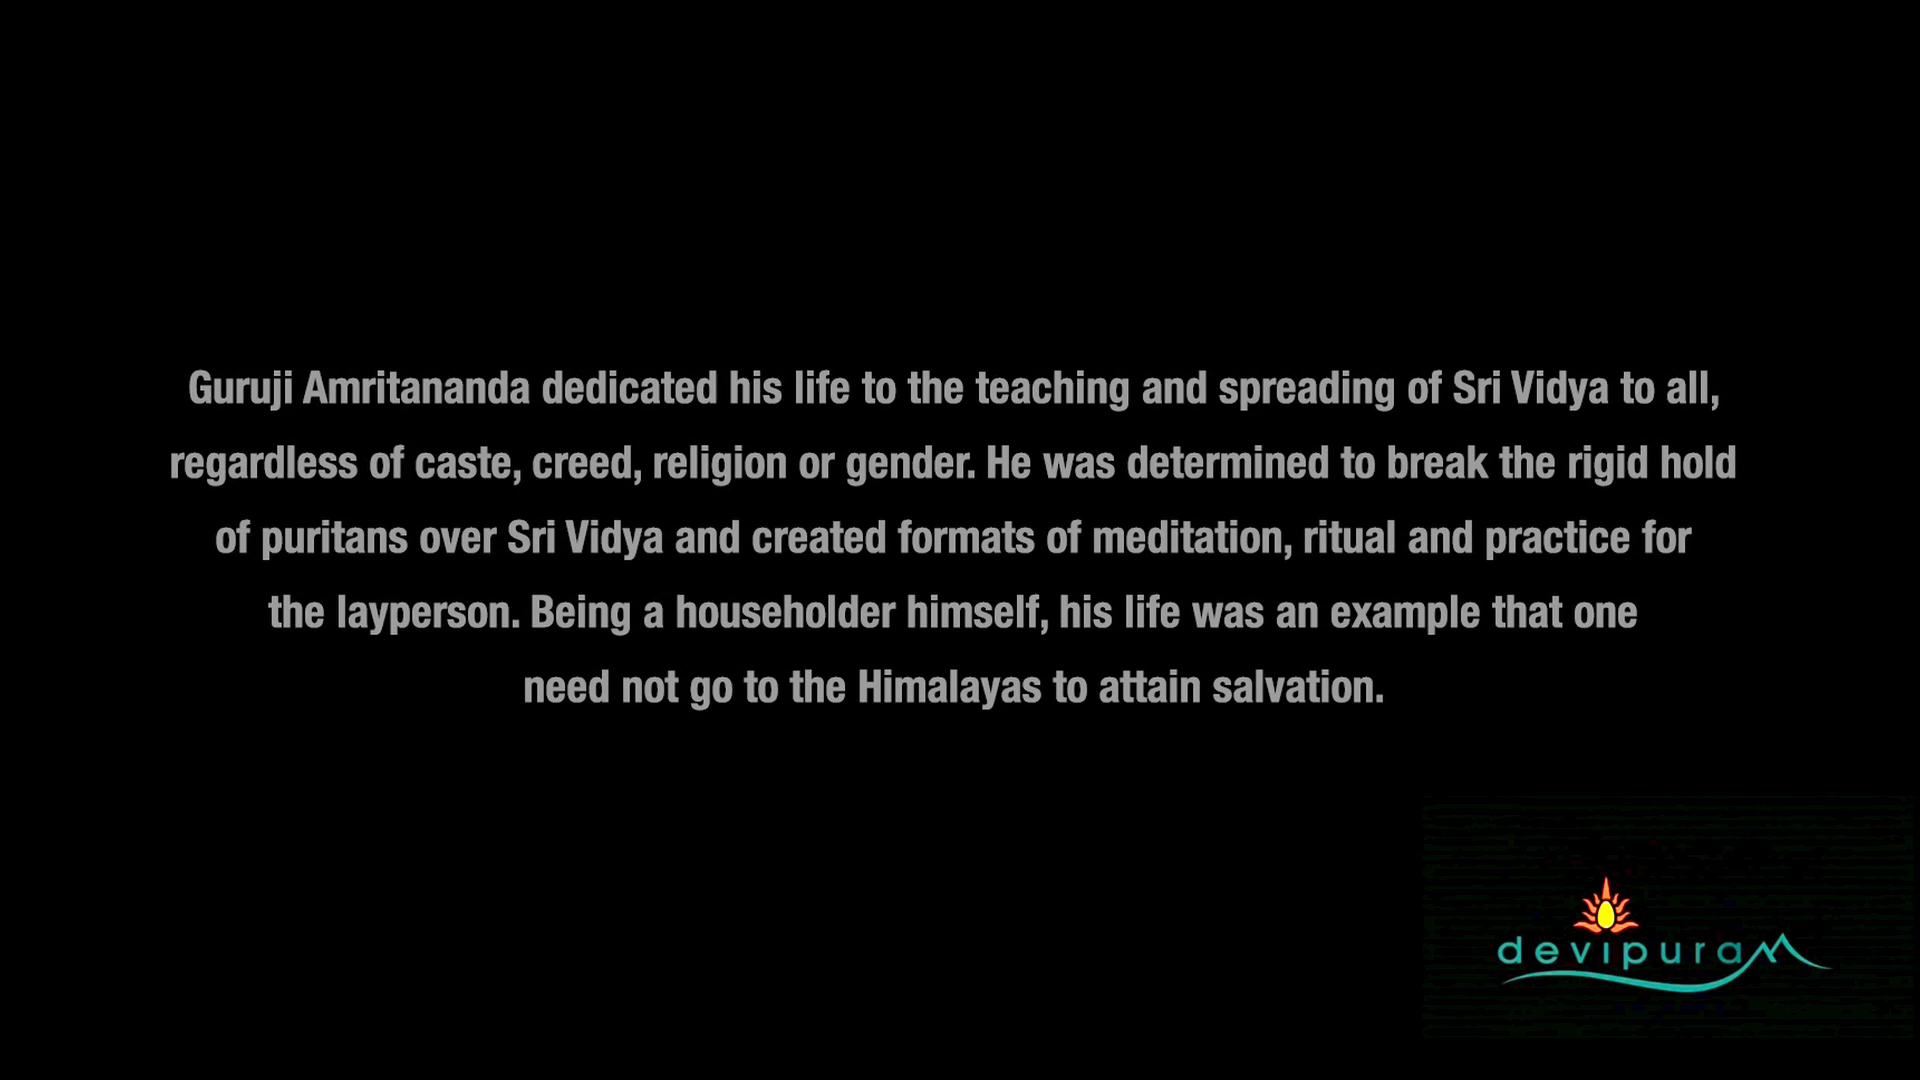 Guruji Amritananda dedicated his life to the teaching and spreading of Sri Vidya to all,
regardless of caste, creed, religion or gender. He was determined to break the rigid hold
of puritans over Sri Vidya and created formats of meditation, ritual and practice for
the layperson. Being a householder himself, his life was an example that one
need not go to the Himalayas to attain salvation.
devipuram